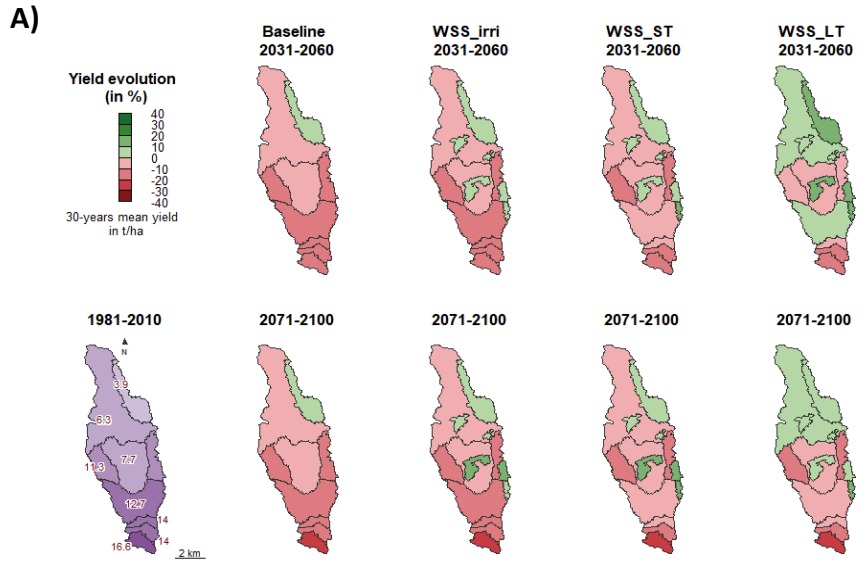 A)
Baseline
2031-2060
WSS_irri
2031-2060
WSS_ST
2031-2060
WSS_LT
2031-2060
Yield evolution
(in %)
40
30
20
10
0
-10
-20
-30
-40
30-years mean yield
in t/ha
1981-2010
2071-2100
2071-2100
2071-2100
2071-2100
N
3.9
6.3
7.7
11.3
12.7
14
14
16.6
2 km